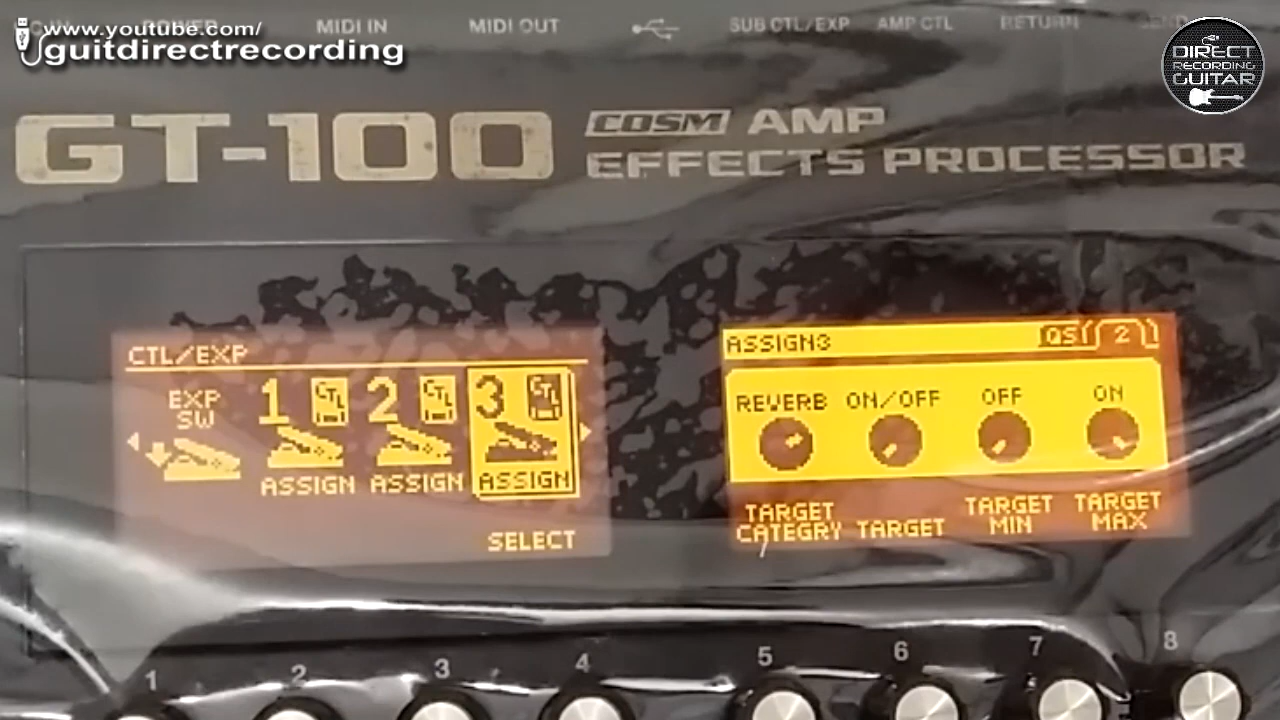 POWER MIDI IN MIDI OUT SUB CTL/EXP AMP CTL RETURN SEND
www.youtube.com/
guitdirectrecording
DIRECT
RECORDING
GUITAR
GT-100 COSM AMP
EFFECTS PROCESSOR
CTL/EXP
EXP
SW
1 CTL 2 CTL 3 CTL
ASSIGN ASSIGN ASSIGN
SELECT
ASSIGN3 QS 2
REVERB ON/OFF OFF ON
TARGET
CATEGRY TARGET TARGET
MIN TARGET
MAX
1 2 3 4 5 6 7 8